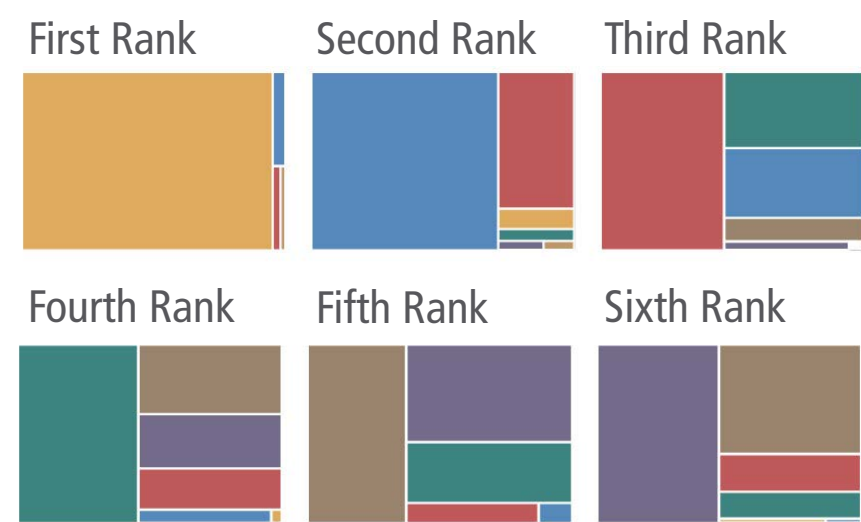 First Rank
Second Rank
Third Rank
Fourth Rank
Fifth Rank
Sixth Rank